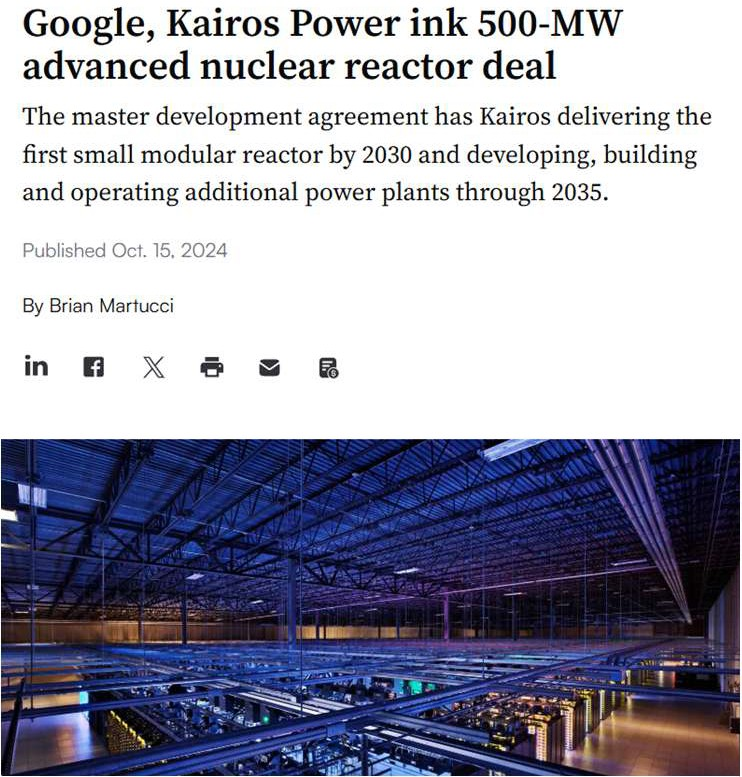 Google, Kairos Power ink 500-MW
advanced nuclear reactor deal
The master development agreement has Kairos delivering the
first small modular reactor by 2030 and developing, building
and operating additional power plants through 2035.
Published Oct. 15, 2024
By Brian Martucci